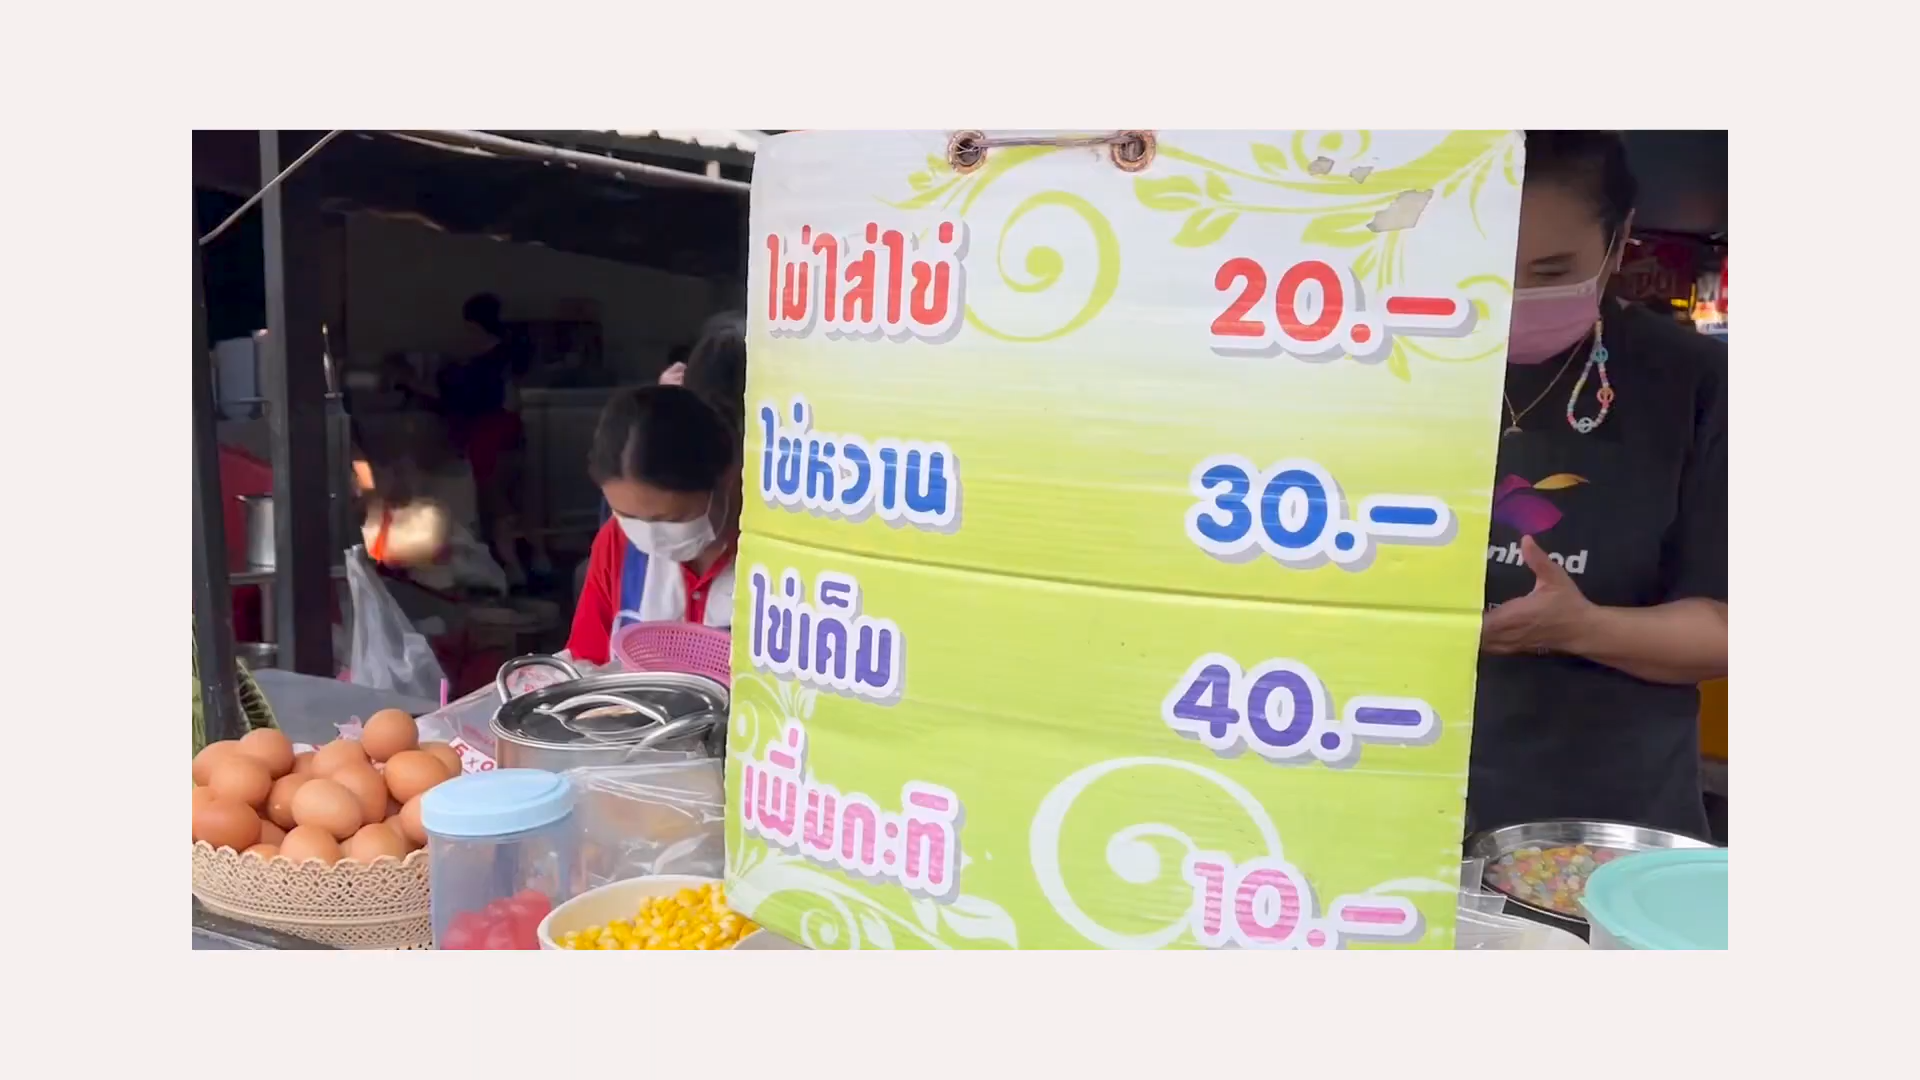 ไม่ใส่ไข่ 20.-
ไข่หวาน 30.-
ไข่เค็ม 40.-
เพิ่มกะทิ 10.-